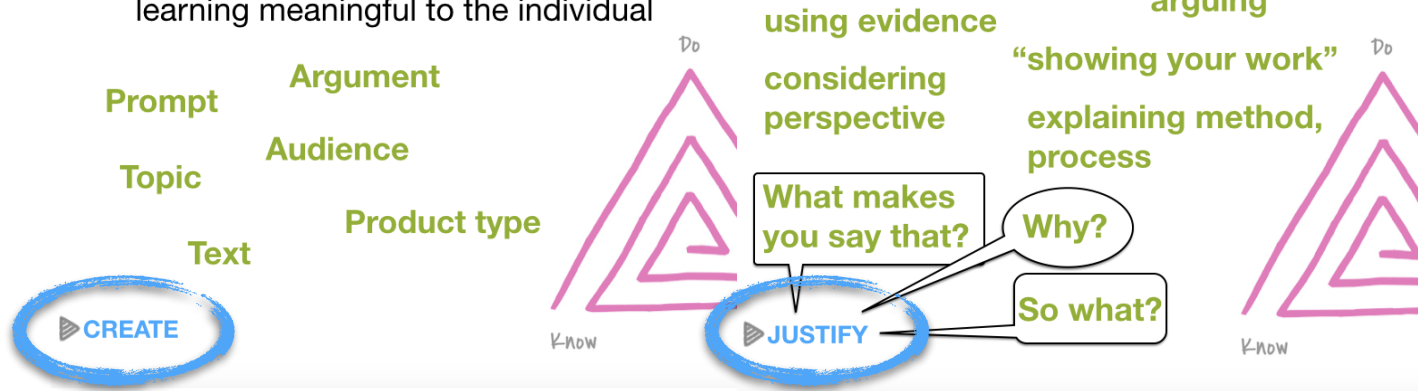 learning meaningful to the individual
Do
Argument
Prompt
Audience
Topic
Product type
Text
CREATE
Know
using evidence
arguing
“showing your work”
Do
considering
perspective
explaining method,
process
What makes
you say that?
Why?
So what?
JUSTIFY
Know